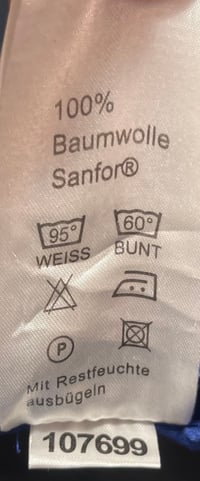 100%
Baumwolle
Sanfor®
95° 60°
WEISS BUNT
P
Mit Restfeuchte
ausbügeln
107699